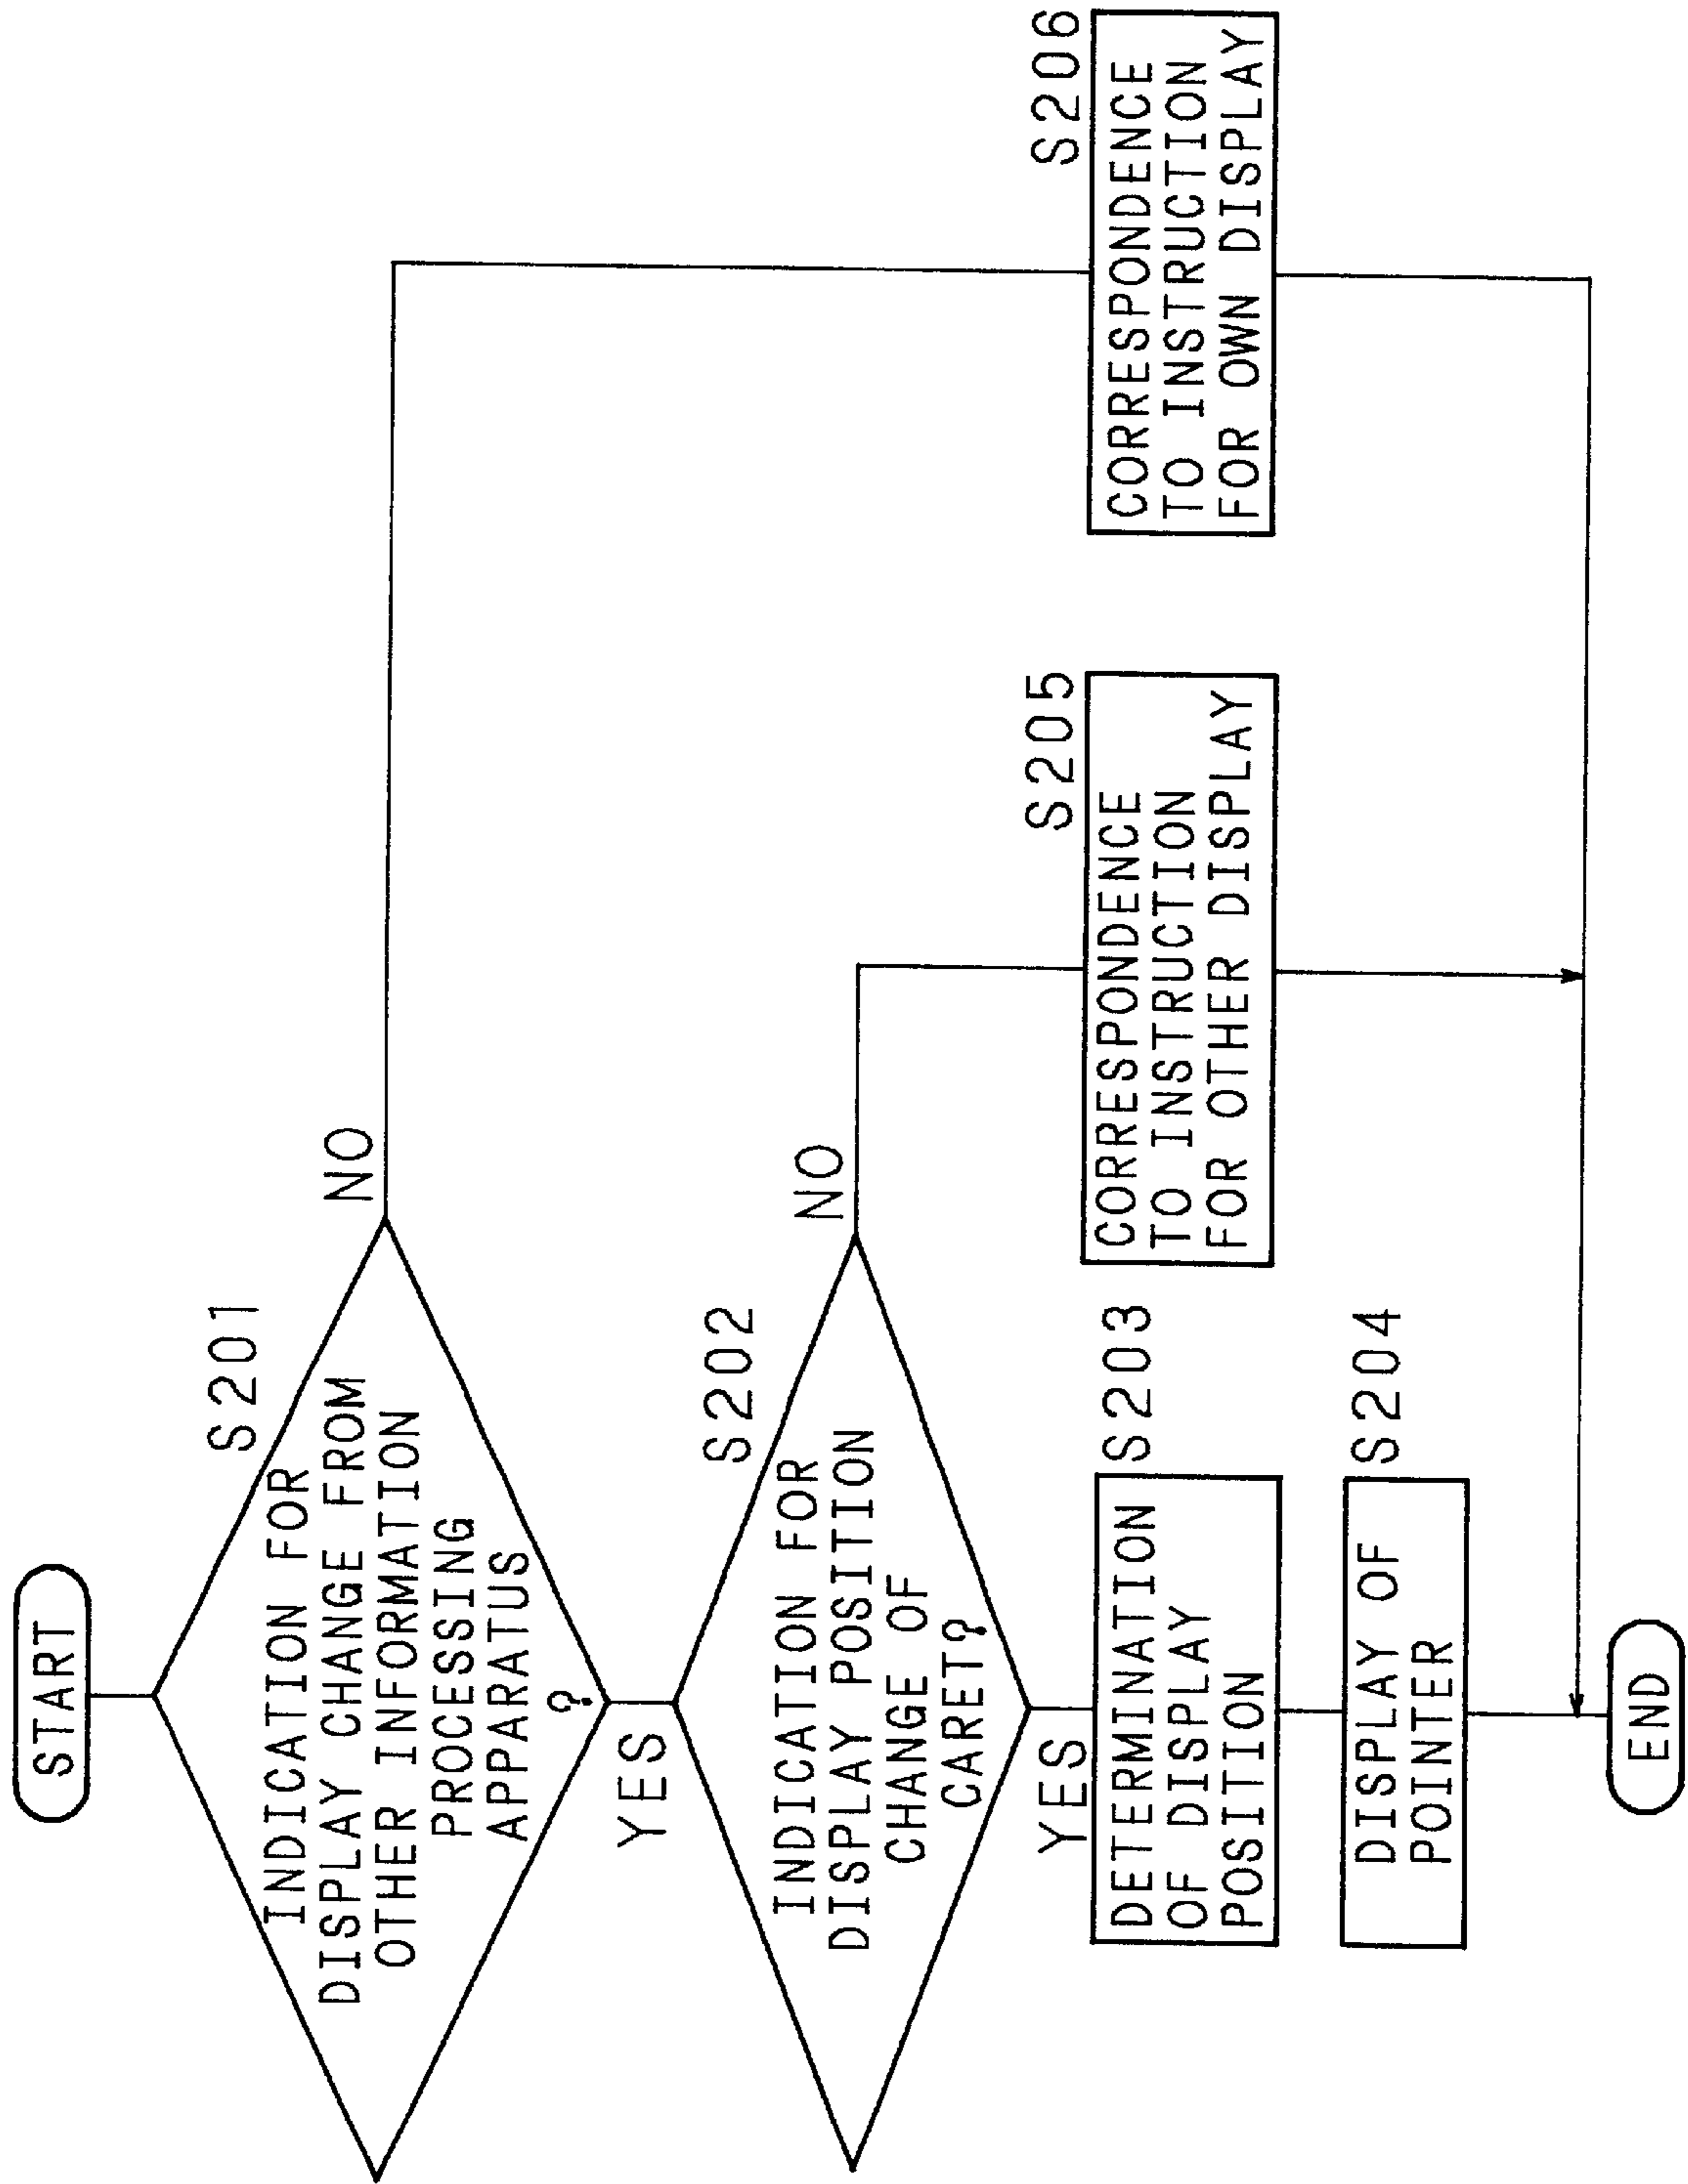 START
S201
INDICATION FOR
DISPLAY CHANGE FROM
OTHER INFORMATION
PROCESSING
APPARATUS
?
NO
YES
S202
INDICATION FOR
DISPLAY POSITION
CHANGE OF
CARET?
NO
YES
S203
DETERMINATION
OF DISPLAY
POSITION
S204
DISPLAY OF
POINTER
S205
CORRESPONDENCE
TO INSTRUCTION
FOR OTHER DISPLAY
S206
CORRESPONDENCE
TO INSTRUCTION
FOR OWN DISPLAY
END